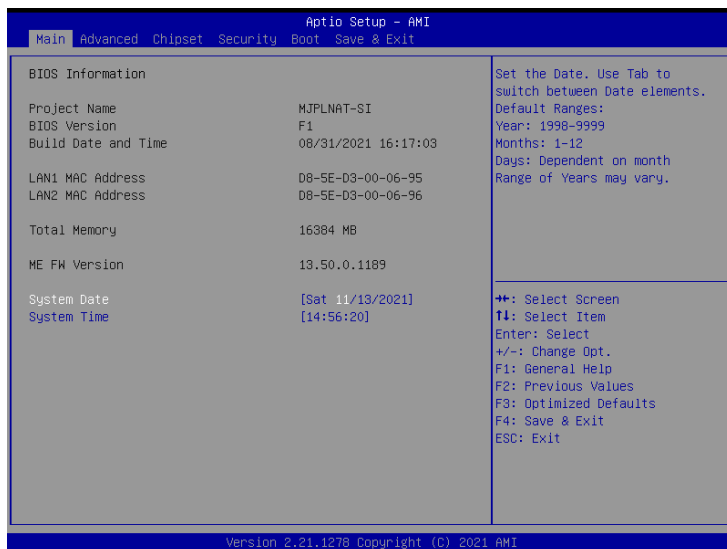 Aptio Setup - AMI
Main Advanced Chipset Security Boot Save & Exit
BIOS Information
Project Name MJPLNAT-SI
BIOS Version F1
Build Date and Time 08/31/2021 16:17:03
LAN1 MAC Address D8-5E-D3-00-06-95
LAN2 MAC Address D8-5E-D3-00-06-96
Total Memory 16384 MB
ME FW Version 13.50.0.1189
System Date [Sat 11/13/2021]
System Time [14:56:20]
Set the Date. Use Tab to
switch between Date elements.
Default Ranges:
Year: 1998-9999
Months: 1-12
Days: Dependent on month
Range of Years may vary.
→←: Select Screen
↑↓: Select Item
Enter: Select
+/-: Change Opt.
F1: General Help
F2: Previous Values
F3: Optimized Defaults
F4: Save & Exit
ESC: Exit
Version 2.21.1278 Copyright (C) 2021 AMI